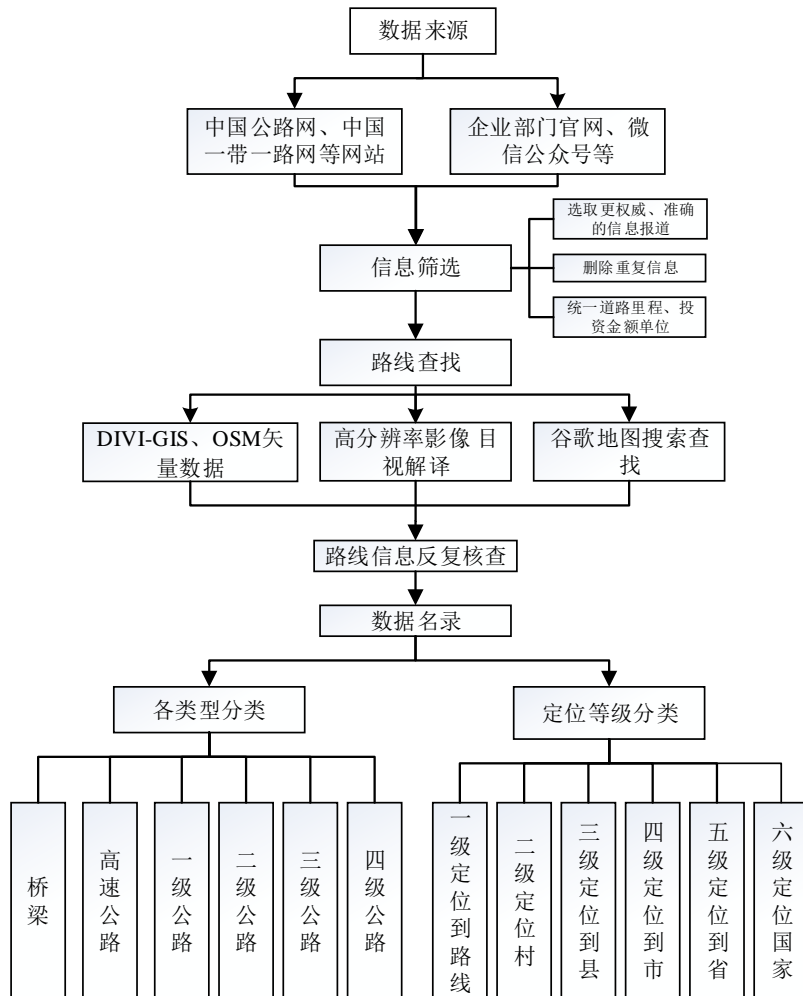 数据来源
中国公路网、中国
一带一路网等网站
企业部门官网、微
信公众号等
选取更权威、准确
的信息报道
信息筛选
删除重复信息
统一道路里程、投
资金额单位
路线查找
DIVI-GIS、OSM矢
量数据
高分辨率影像 目
视解译
谷歌地图搜索查
找
路线信息反复核查
数据名录
各类型分类
定位等级分类
桥梁
高速公路
一级公路
二级公路
三级公路
四级公路
一级定位到路线
二级定位村
三级定位到县
四级定位到市
五级定位到省
六级定位国家